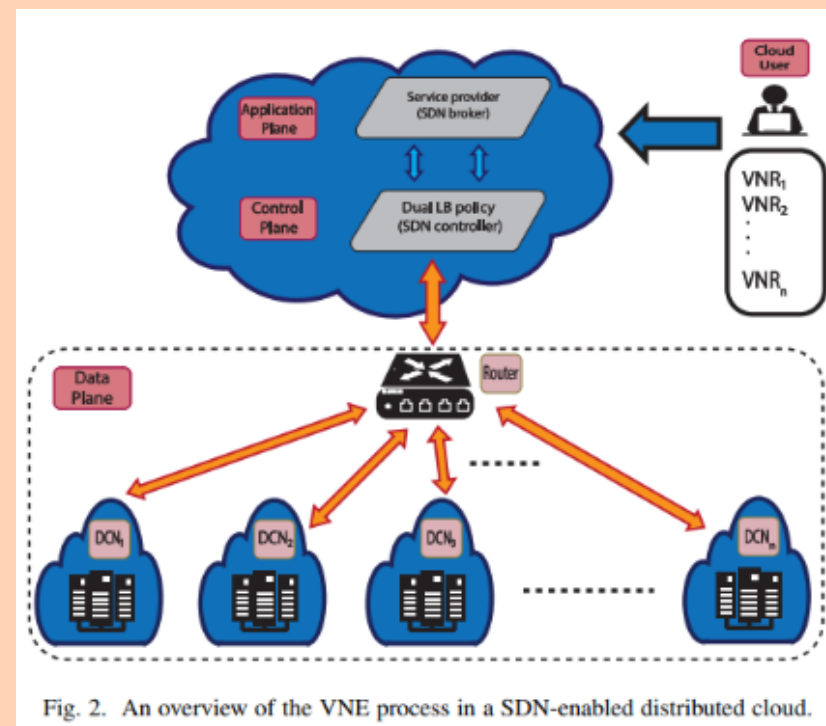 Cloud
User
Service provider
(SDN broker)
Application
Plane
VNR1
VNR2
.
.
.
.
VNRn
Control
Plane
Dual LB policy
(SDN controller)
Data
Plane
Router
DCN1
DCN2
DCN3
DCNn
Fig. 2. An overview of the VNE process in a SDN-enabled distributed cloud.